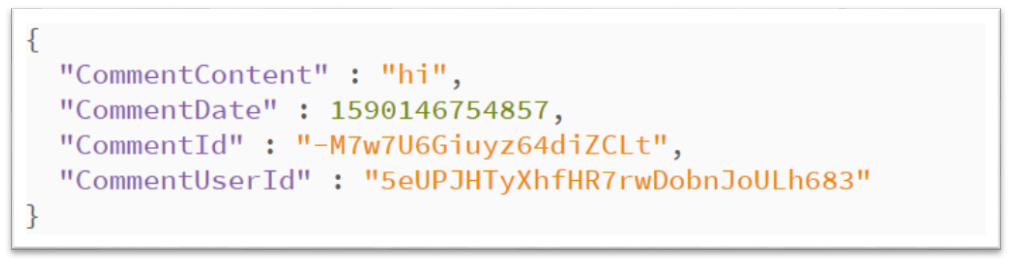 {
"CommentContent" : "hi",
"CommentDate" : 1590146754857,
"CommentId" : "-M7w7U6Giuyz64diZCLt",
"CommentUserId" : "5eUPJHTyXhfHR7rwDobnJoULh683"
}